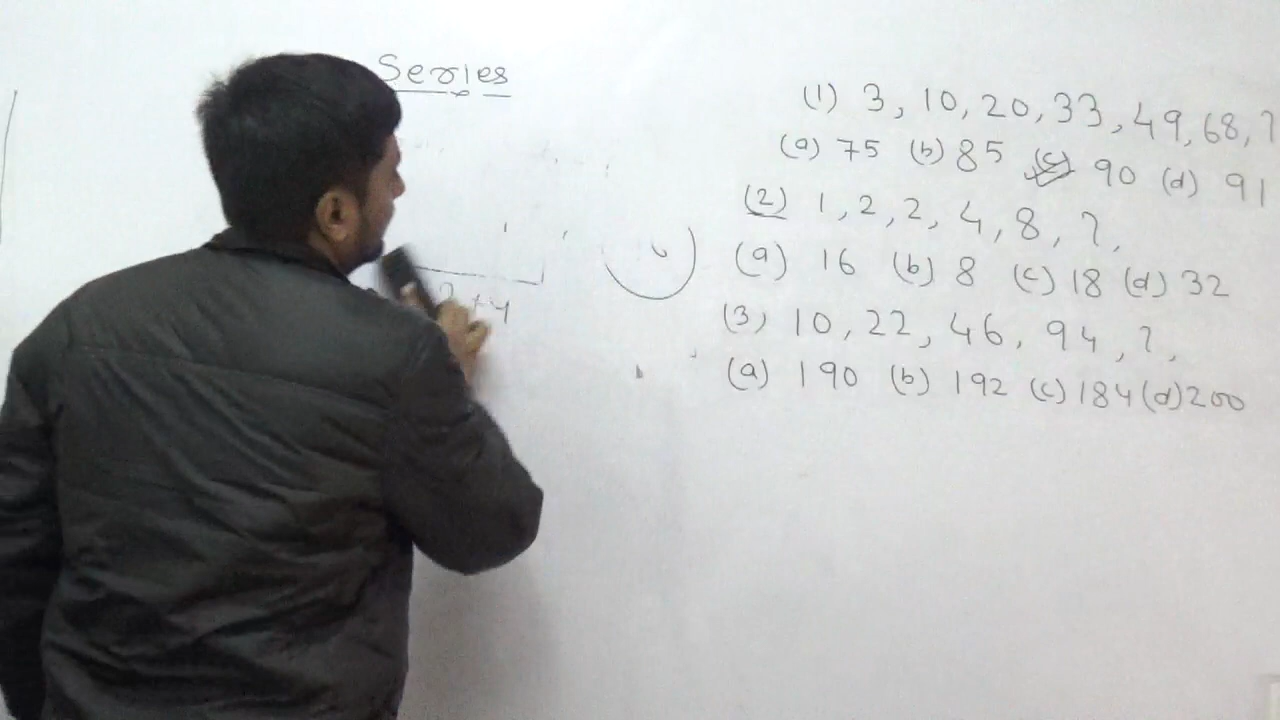 Series
(1) 3, 10, 20, 33, 49, 68, ?
(a) 75 (b) 85 (c) 90 (d) 91
(2) 1, 2, 2, 4, 8, ?,
(a) 16 (b) 8 (c) 18 (d) 32
(3) 10, 22, 46, 94, ?,
(a) 190 (b) 192 (c) 184 (d) 200
+4